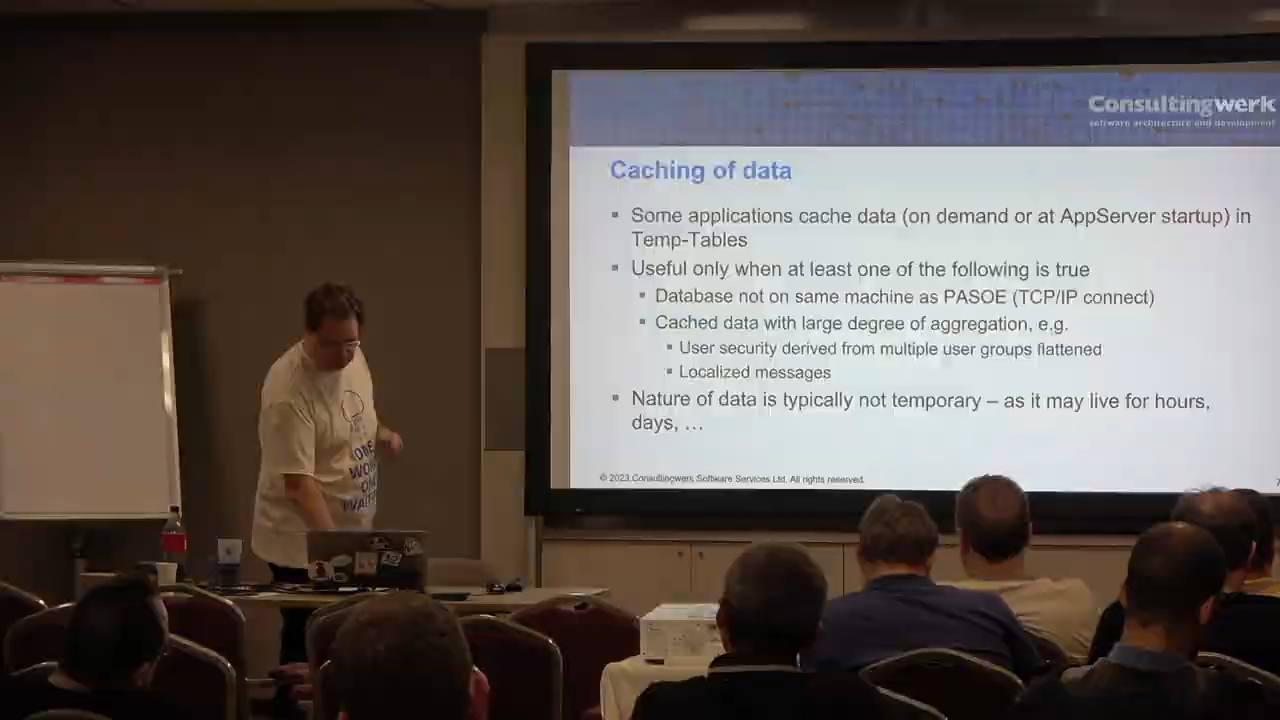 Consultingwerk
software architecture and development
Caching of data
▪ Some applications cache data (on demand or at AppServer startup) in
Temp-Tables
▪ Useful only when at least one of the following is true
▪ Database not on same machine as PASOE (TCP/IP connect)
▪ Cached data with large degree of aggregation, e.g.
▪ User security derived from multiple user groups flattened
▪ Localized messages
▪ Nature of data is typically not temporary – as it may live for hours,
days, …
© 2023 Consultingwerk Software Services Ltd. All rights reserved.